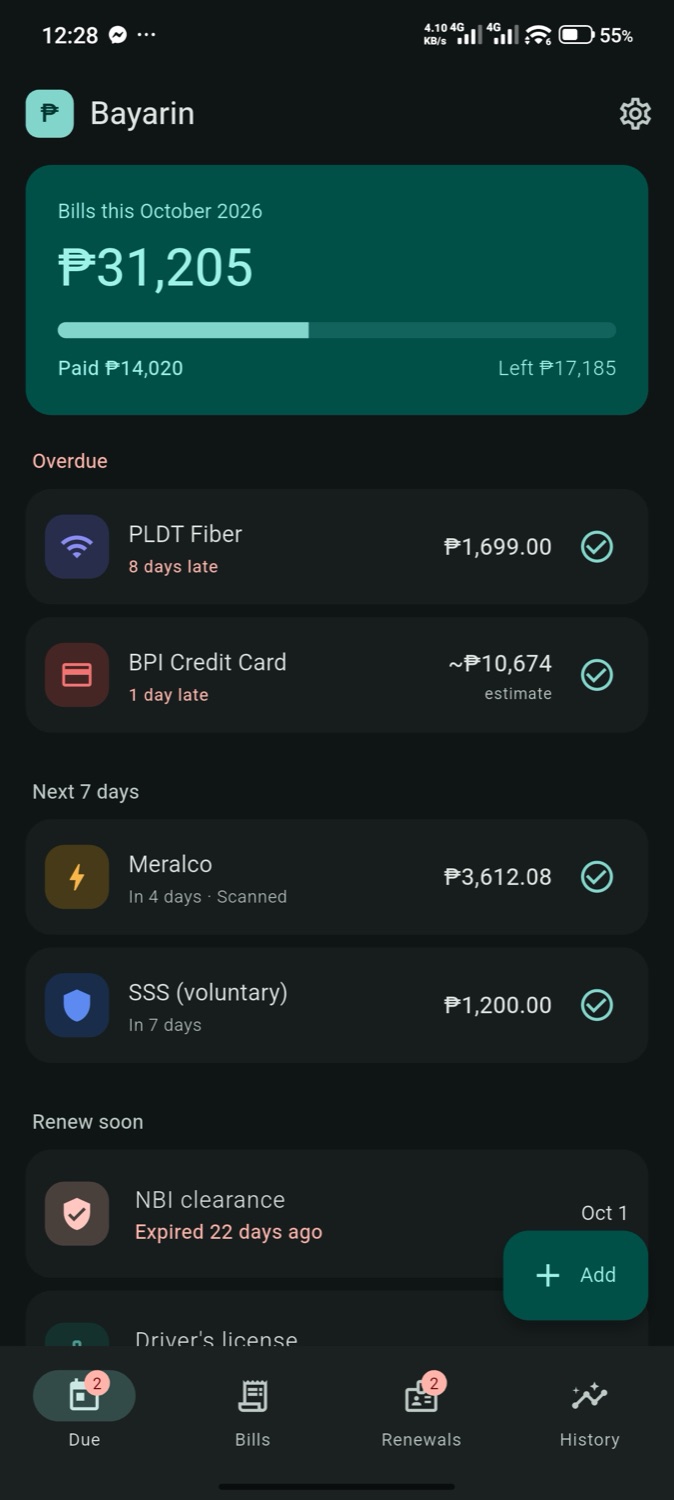 12:28
4.10 KB/s 4G 4G 6 55%
₱ Bayarin
Bills this October 2026
₱31,205
Paid ₱14,020 Left ₱17,185
Overdue
PLDT Fiber ₱1,699.00
8 days late
BPI Credit Card ~₱10,674
1 day late estimate
Next 7 days
Meralco ₱3,612.08
In 4 days · Scanned
SSS (voluntary) ₱1,200.00
In 7 days
Renew soon
NBI clearance Oct 1
Expired 22 days ago
+ Add
Driver's license
2 2
Due Bills Renewals History